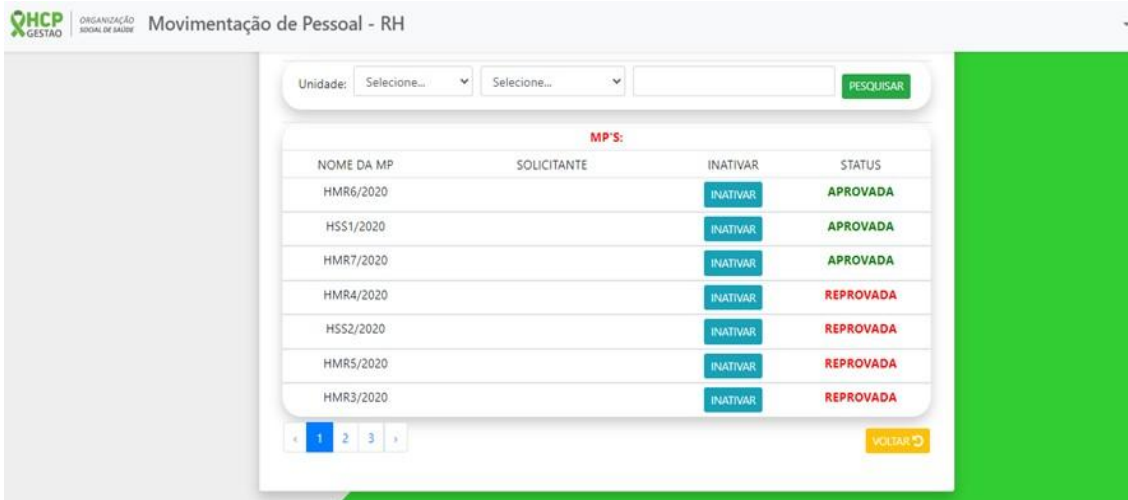 HCP
GESTÃO
ORGANIZAÇÃO
SOCIAL DE SAÚDE
Movimentação de Pessoal - RH
Unidade: Selecione... Selecione... PESQUISAR
MP'S:
NOME DA MP SOLICITANTE INATIVAR STATUS
HMR6/2020 INATIVAR APROVADA
HSS1/2020 INATIVAR APROVADA
HMR7/2020 INATIVAR APROVADA
HMR4/2020 INATIVAR REPROVADA
HSS2/2020 INATIVAR REPROVADA
HMR5/2020 INATIVAR REPROVADA
HMR3/2020 INATIVAR REPROVADA
‹ 1 2 3 › VOLTAR